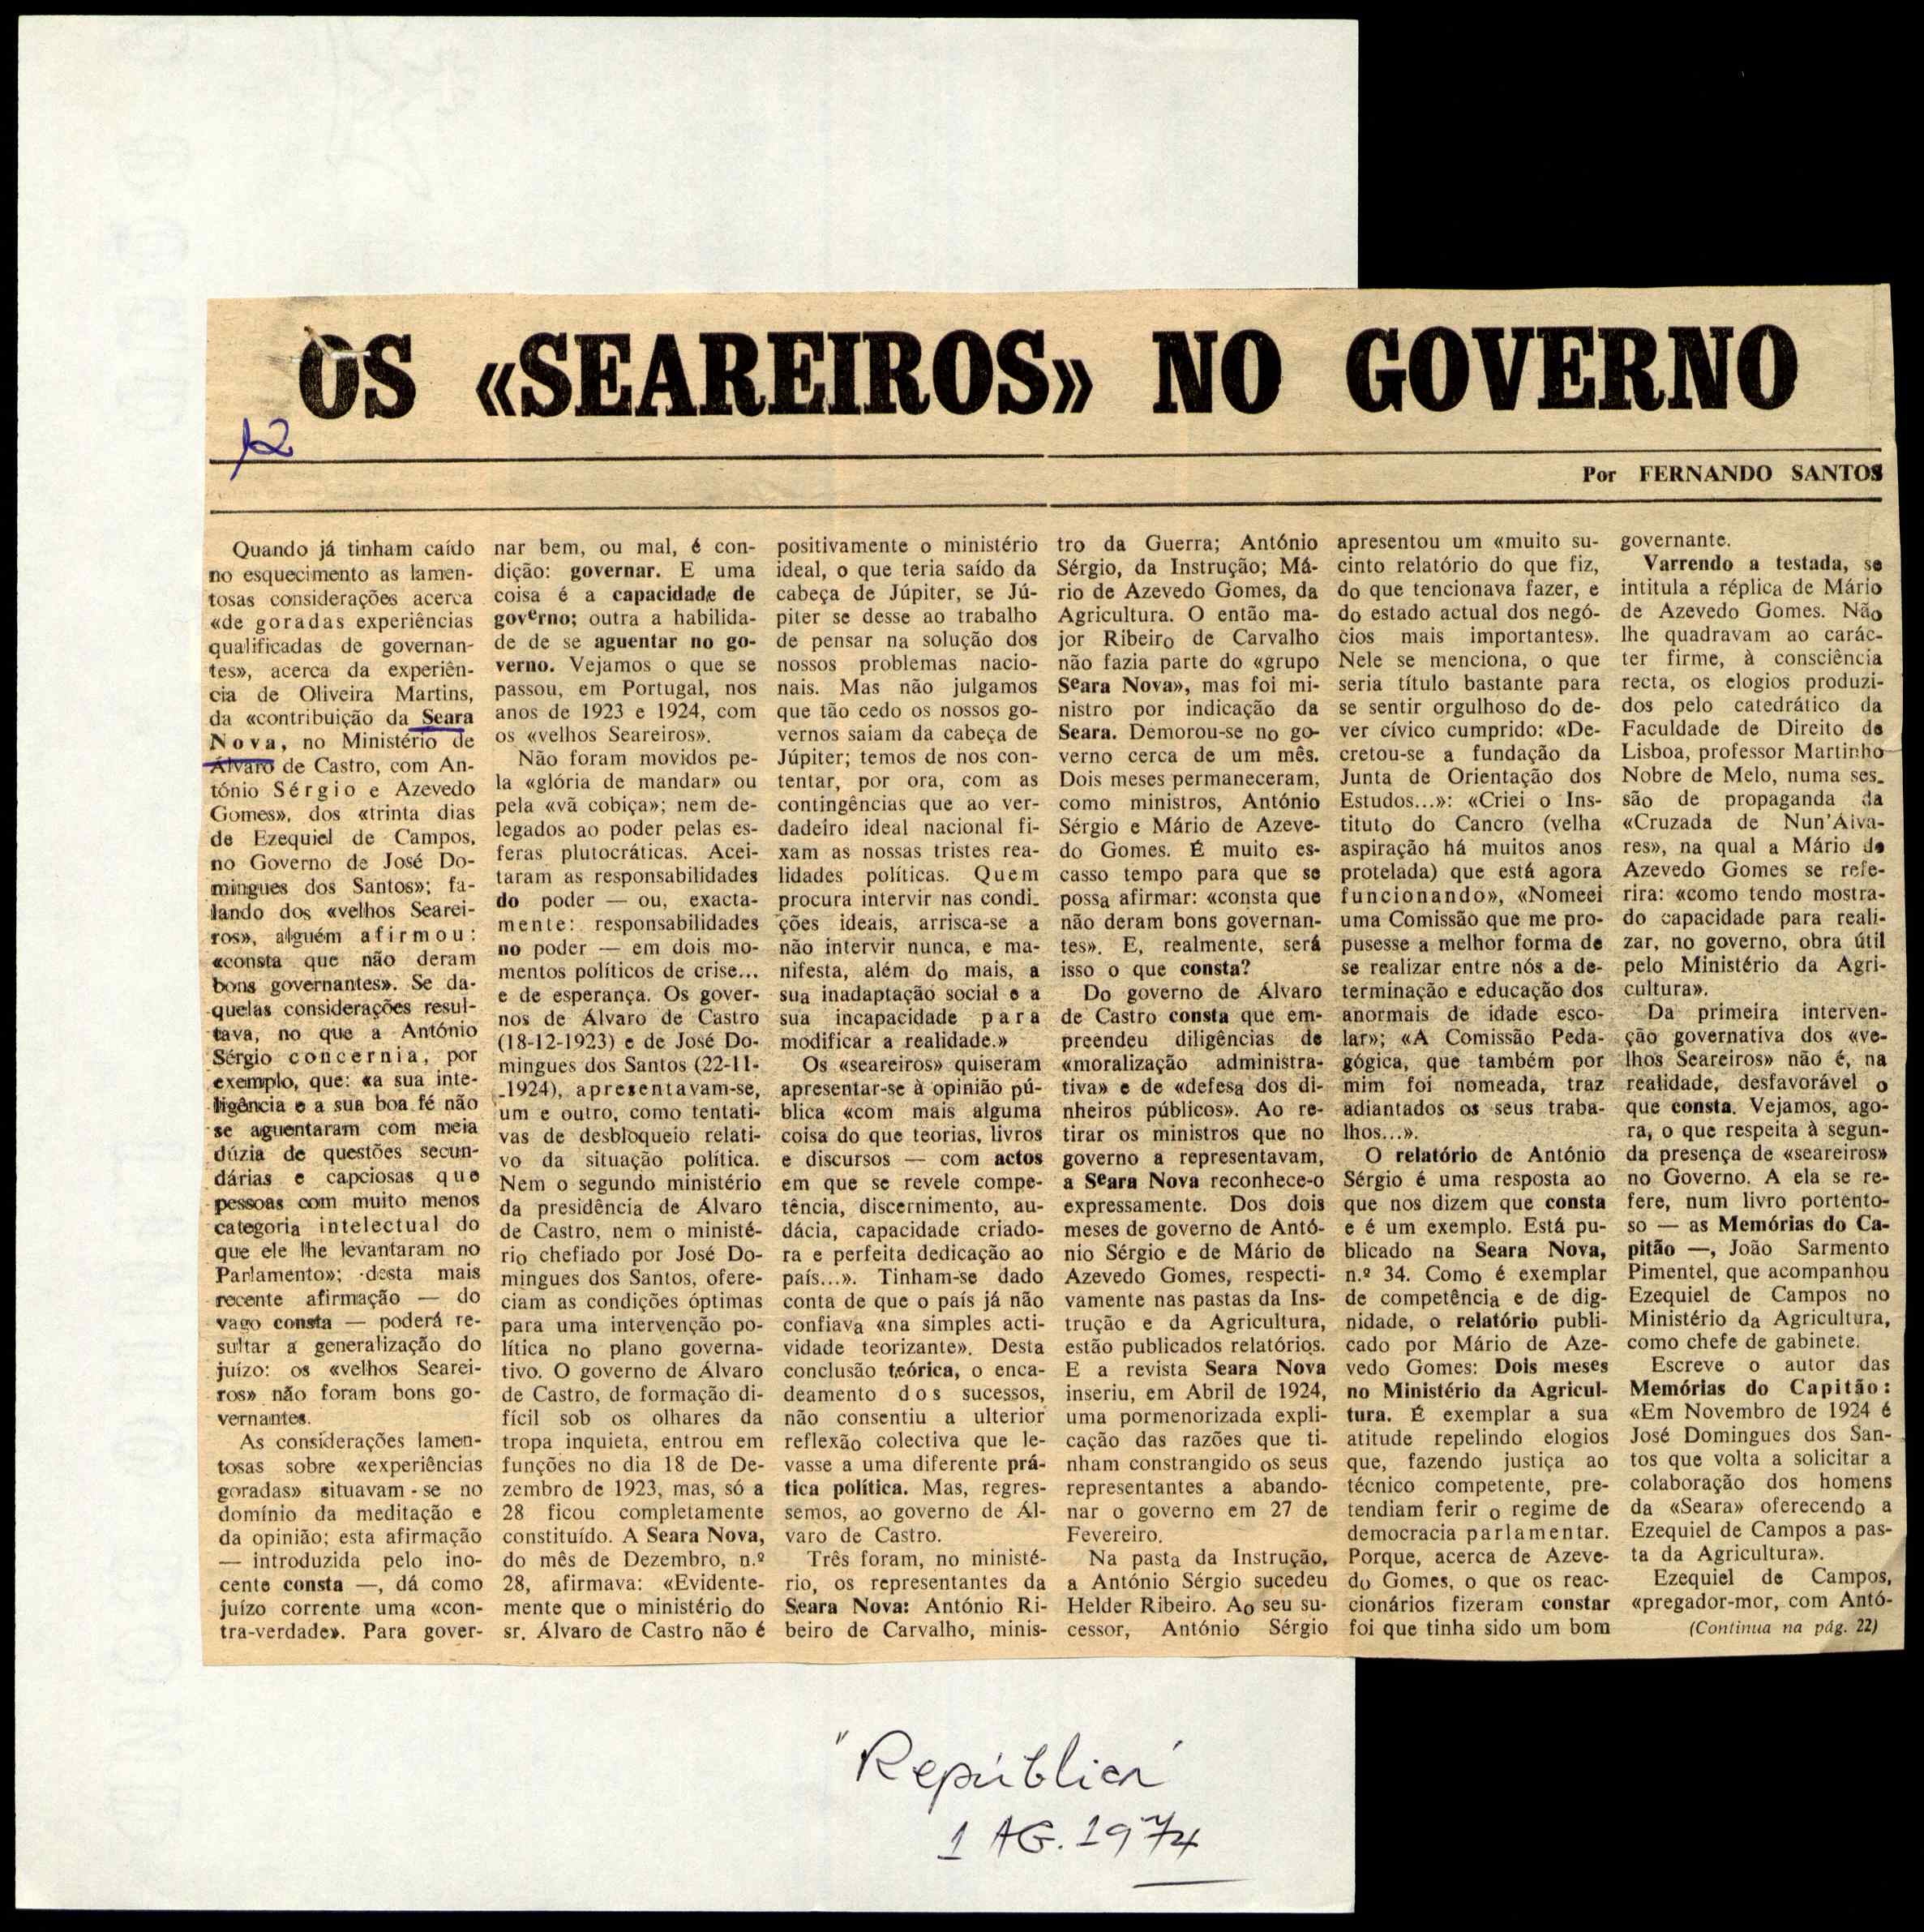 OS «SEAREIROS» NO GOVERNO
12
Por FERNANDO SANTOS
Quando já tinham caído
no esquecimento as lamen-
tosas considerações acerca
«de goradas experiências
qualificadas de governan-
tes», acerca da experiên-
cia de Oliveira Martins,
da «contribuição da Seara
Nova, no Ministério de
Álvaro de Castro, com An-
tónio Sérgio e Azevedo
Gomes», dos «trinta dias
de Ezequiel de Campos,
no Governo de José Do-
mingues dos Santos»; fa-
lando dos «velhos Searei-
ros», alguém afirmou:
«consta que não deram
bons governantes». Se da-
quelas considerações resul-
tava, no que a António
Sérgio concernia, por
exemplo, que: «a sua inte-
ligência e a sua boa fé não
se aguentaram com meia
dúzia de questões secun-
dárias e capciosas que
pessoas com muito menos
categoria intelectual do
que ele lhe levantaram no
Parlamento»; desta mais
recente afirmação — do
vago consta — poderá re-
sultar a generalização do
juízo: os «velhos Searei-
ros» não foram bons go-
vernantes.
As considerações lamen-
tosas sobre «experiências
goradas» situavam-se no
domínio da meditação e
da opinião; esta afirmação
— introduzida pelo ino-
cente consta —, dá como
juízo corrente uma «con-
tra-verdade». Para gover-
nar bem, ou mal, é con-
dição: governar. E uma
coisa é a capacidade de
governo; outra a habilida-
de de se aguentar no go-
verno. Vejamos o que se
passou, em Portugal, nos
anos de 1923 e 1924, com
os «velhos Seareiros».
Não foram movidos pe-
la «glória de mandar» ou
pela «vã cobiça»; nem de-
legados ao poder pelas es-
feras plutocráticas. Acei-
taram as responsabilidades
do poder — ou, exacta-
mente: responsabilidades
no poder — em dois mo-
mentos políticos de crise...
e de esperança. Os gover-
nos de Álvaro de Castro
(18-12-1923) e de José Do-
mingues dos Santos (22-11-
-1924), apresentavam-se,
um e outro, como tentati-
vas de desbloqueio relati-
vo da situação política.
Nem o segundo ministério
da presidência de Álvaro
de Castro, nem o ministé-
rio chefiado por José Do-
mingues dos Santos, ofere-
ciam as condições óptimas
para uma intervenção po-
lítica no plano governa-
tivo. O governo de Álvaro
de Castro, de formação di-
fícil sob os olhares da
tropa inquieta, entrou em
funções no dia 18 de De-
zembro de 1923, mas, só a
28 ficou completamente
constituído. A Seara Nova,
do mês de Dezembro, n.º
28, afirmava: «Evidente-
mente que o ministério do
sr. Álvaro de Castro não é
positivamente o ministério
ideal, o que teria saído da
cabeça de Júpiter, se Jú-
piter se desse ao trabalho
de pensar na solução dos
nossos problemas nacio-
nais. Mas não julgamos
que tão cedo os nossos go-
vernos saiam da cabeça de
Júpiter; temos de nos con-
tentar, por ora, com as
contingências que ao ver-
dadeiro ideal nacional fi-
xam as nossas tristes rea-
lidades políticas. Quem
procura intervir nas condi-
ções ideais, arrisca-se a
não intervir nunca, e ma-
nifesta, além do mais, a
sua inadaptação social e a
sua incapacidade para
modificar a realidade.»
Os «seareiros» quiseram
apresentar-se à opinião pú-
blica «com mais alguma
coisa do que teorias, livros
e discursos — com actos
em que se revele compe-
tência, discernimento, au-
dácia, capacidade criado-
ra e perfeita dedicação ao
país...». Tinham-se dado
conta de que o país já não
confiava «na simples acti-
vidade teorizante». Desta
conclusão teórica, o enca-
deamento dos sucessos,
não consentiu a ulterior
reflexão colectiva que le-
vasse a uma diferente prá-
tica política. Mas, regres-
semos, ao governo de Ál-
varo de Castro.
Três foram, no ministé-
rio, os representantes da
Seara Nova: António Ri-
beiro de Carvalho, minis-
tro da Guerra; António
Sérgio, da Instrução; Má-
rio de Azevedo Gomes, da
Agricultura. O então ma-
jor Ribeiro de Carvalho
não fazia parte do «grupo
Seara Nova», mas foi mi-
nistro por indicação da
Seara. Demorou-se no go-
verno cerca de um mês.
Dois meses permaneceram,
como ministros, António
Sérgio e Mário de Azeve-
do Gomes. É muito es-
casso tempo para que se
possa afirmar: «consta que
não deram bons governan-
tes». E, realmente, será
isso o que consta?
Do governo de Álvaro
de Castro consta que em-
preendeu diligências de
«moralização administra-
tiva» e de «defesa dos di-
nheiros públicos». Ao re-
tirar os ministros que no
governo a representavam,
a Seara Nova reconhece-o
expressamente. Dos dois
meses de governo de Antó-
nio Sérgio e de Mário de
Azevedo Gomes, respecti-
vamente nas pastas da Ins-
trução e da Agricultura,
estão publicados relatórios.
E a revista Seara Nova
inseriu, em Abril de 1924,
uma pormenorizada expli-
cação das razões que ti-
nham constrangido os seus
representantes a abando-
nar o governo em 27 de
Fevereiro.
Na pasta da Instrução,
a António Sérgio sucedeu
Helder Ribeiro. Ao seu su-
cessor, António Sérgio
apresentou um «muito su-
cinto relatório do que fiz,
do que tencionava fazer, e
do estado actual dos negó-
cios mais importantes».
Nele se menciona, o que
seria título bastante para
se sentir orgulhoso do de-
ver cívico cumprido: «De-
cretou-se a fundação da
Junta de Orientação dos
Estudos...»: «Criei o Ins-
tituto do Cancro (velha
aspiração há muitos anos
protelada) que está agora
funcionando», «Nomeei
uma Comissão que me pro-
pusesse a melhor forma de
se realizar entre nós a de-
terminação e educação dos
anormais de idade esco-
lar»; «A Comissão Peda-
gógica, que também por
mim foi nomeada, traz
adiantados os seus traba-
lhos...».
O relatório de António
Sérgio é uma resposta ao
que nos dizem que consta
e é um exemplo. Está pu-
blicado na Seara Nova,
n.º 34. Como é exemplar
de competência e de dig-
nidade, o relatório publi-
cado por Mário de Aze-
vedo Gomes: Dois meses
no Ministério da Agricul-
tura. É exemplar a sua
atitude repelindo elogios
que, fazendo justiça ao
técnico competente, pre-
tendiam ferir o regime de
democracia parlamentar.
Porque, acerca de Azeve-
do Gomes, o que os reac-
cionários fizeram constar
foi que tinha sido um bom
governante.
Varrendo a testada, se
intitula a réplica de Mário
de Azevedo Gomes. Não
lhe quadravam ao carác-
ter firme, à consciência
recta, os elogios produzi-
dos pelo catedrático da
Faculdade de Direito de
Lisboa, professor Martinho
Nobre de Melo, numa ses-
são de propaganda da
«Cruzada de Nun'Álva-
res», na qual a Mário de
Azevedo Gomes se refe-
rira: «como tendo mostra-
do capacidade para reali-
zar, no governo, obra útil
pelo Ministério da Agri-
cultura».
Da primeira interven-
ção governativa dos «ve-
lhos Seareiros» não é, na
realidade, desfavorável o
que consta. Vejamos, ago-
ra, o que respeita à segun-
da presença de «seareiros»
no Governo. A ela se re-
fere, num livro portento-
so — as Memórias do Ca-
pitão —, João Sarmento
Pimentel, que acompanhou
Ezequiel de Campos no
Ministério da Agricultura,
como chefe de gabinete.
Escreve o autor das
Memórias do Capitão:
«Em Novembro de 1924 é
José Domingues dos San-
tos que volta a solicitar a
colaboração dos homens
da «Seara» oferecendo a
Ezequiel de Campos a pas-
ta da Agricultura».
Ezequiel de Campos,
«pregador-mor, com Antó-
(Continua na pág. 22)
"República"
1 AG. 1974